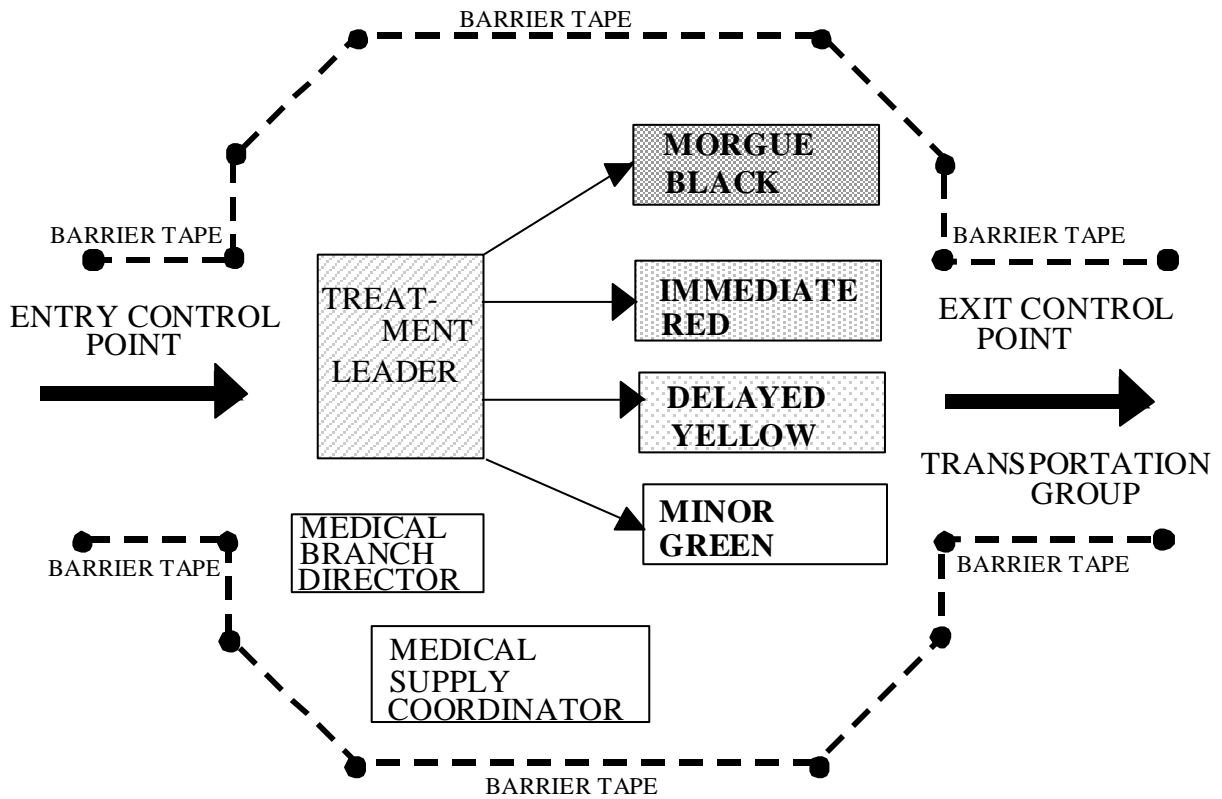 BARRIER TAPE
MORGUE
BLACK
BARRIER TAPE
BARRIER TAPE
ENTRY CONTROL
POINT
TREAT-
MENT
LEADER
IMMEDIATE
RED
EXIT CONTROL
POINT
DELAYED
YELLOW
TRANSPORTATION
GROUP
MINOR
GREEN
MEDICAL
BRANCH
DIRECTOR
BARRIER TAPE
BARRIER TAPE
MEDICAL
SUPPLY
COORDINATOR
BARRIER TAPE